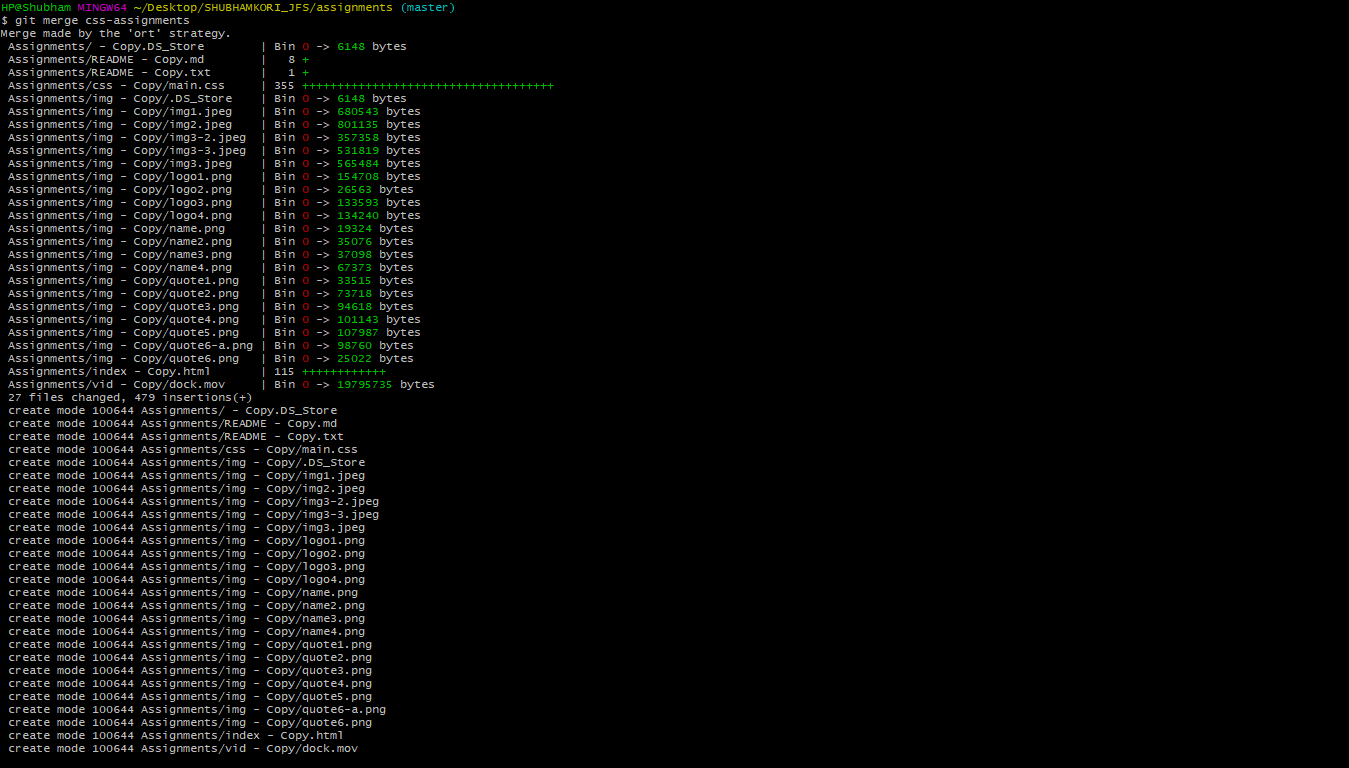 HP@Shubham MINGW64 ~/Desktop/SHUBHAMKORI_JFS/assignments (master)
$ git merge css-assignments
Merge made by the 'ort' strategy.
 Assignments/ - Copy.DS_Store        | Bin 0 -> 6148 bytes
 Assignments/README - Copy.md        |   8 +
 Assignments/README - Copy.txt       |   1 +
 Assignments/css - Copy/main.css     | 355 ++++++++++++++++++++++++++++++++++++
 Assignments/img - Copy/.DS_Store    | Bin 0 -> 6148 bytes
 Assignments/img - Copy/img1.jpeg    | Bin 0 -> 680543 bytes
 Assignments/img - Copy/img2.jpeg    | Bin 0 -> 801135 bytes
 Assignments/img - Copy/img3-2.jpeg  | Bin 0 -> 357358 bytes
 Assignments/img - Copy/img3-3.jpeg  | Bin 0 -> 531819 bytes
 Assignments/img - Copy/img3.jpeg    | Bin 0 -> 565484 bytes
 Assignments/img - Copy/logo1.png    | Bin 0 -> 154708 bytes
 Assignments/img - Copy/logo2.png    | Bin 0 -> 26563 bytes
 Assignments/img - Copy/logo3.png    | Bin 0 -> 133593 bytes
 Assignments/img - Copy/logo4.png    | Bin 0 -> 134240 bytes
 Assignments/img - Copy/name.png     | Bin 0 -> 19324 bytes
 Assignments/img - Copy/name2.png    | Bin 0 -> 35076 bytes
 Assignments/img - Copy/name3.png    | Bin 0 -> 37098 bytes
 Assignments/img - Copy/name4.png    | Bin 0 -> 67373 bytes
 Assignments/img - Copy/quote1.png   | Bin 0 -> 33515 bytes
 Assignments/img - Copy/quote2.png   | Bin 0 -> 73718 bytes
 Assignments/img - Copy/quote3.png   | Bin 0 -> 94618 bytes
 Assignments/img - Copy/quote4.png   | Bin 0 -> 101143 bytes
 Assignments/img - Copy/quote5.png   | Bin 0 -> 107987 bytes
 Assignments/img - Copy/quote6-a.png | Bin 0 -> 98760 bytes
 Assignments/img - Copy/quote6.png   | Bin 0 -> 25022 bytes
 Assignments/index - Copy.html       | 115 ++++++++++++
 Assignments/vid - Copy/dock.mov     | Bin 0 -> 19795735 bytes
 27 files changed, 479 insertions(+)
 create mode 100644 Assignments/ - Copy.DS_Store
 create mode 100644 Assignments/README - Copy.md
 create mode 100644 Assignments/README - Copy.txt
 create mode 100644 Assignments/css - Copy/main.css
 create mode 100644 Assignments/img - Copy/.DS_Store
 create mode 100644 Assignments/img - Copy/img1.jpeg
 create mode 100644 Assignments/img - Copy/img2.jpeg
 create mode 100644 Assignments/img - Copy/img3-2.jpeg
 create mode 100644 Assignments/img - Copy/img3-3.jpeg
 create mode 100644 Assignments/img - Copy/img3.jpeg
 create mode 100644 Assignments/img - Copy/logo1.png
 create mode 100644 Assignments/img - Copy/logo2.png
 create mode 100644 Assignments/img - Copy/logo3.png
 create mode 100644 Assignments/img - Copy/logo4.png
 create mode 100644 Assignments/img - Copy/name.png
 create mode 100644 Assignments/img - Copy/name2.png
 create mode 100644 Assignments/img - Copy/name3.png
 create mode 100644 Assignments/img - Copy/name4.png
 create mode 100644 Assignments/img - Copy/quote1.png
 create mode 100644 Assignments/img - Copy/quote2.png
 create mode 100644 Assignments/img - Copy/quote3.png
 create mode 100644 Assignments/img - Copy/quote4.png
 create mode 100644 Assignments/img - Copy/quote5.png
 create mode 100644 Assignments/img - Copy/quote6-a.png
 create mode 100644 Assignments/img - Copy/quote6.png
 create mode 100644 Assignments/index - Copy.html
 create mode 100644 Assignments/vid - Copy/dock.mov